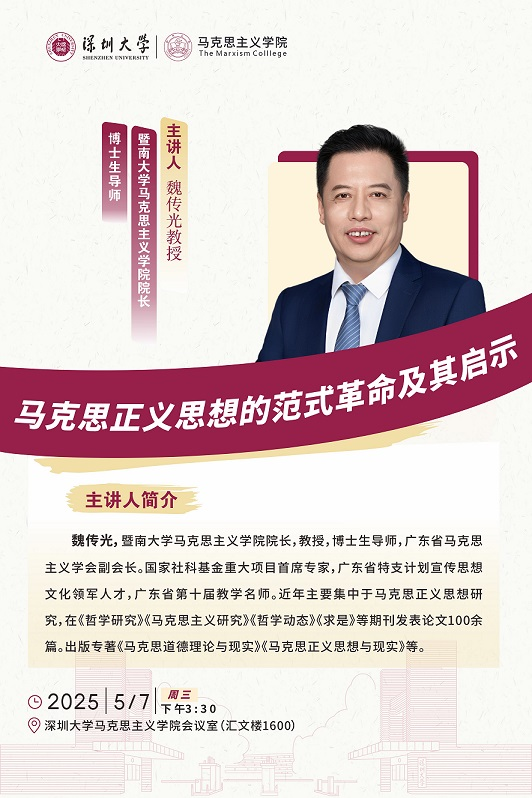 深圳大学
SHENZHEN UNIVERSITY
马克思主义学院
The Marxism Colllege
主讲人 魏传光教授
暨南大学马克思主义学院院长
博士生导师
马克思正义思想的范式革命及其启示
主讲人简介
魏传光，暨南大学马克思主义学院院长，教授，博士生导师，广东省马克思
主义学会副会长。国家社科基金重大项目首席专家，广东省特支计划宣传思想
文化领军人才，广东省第十届教学名师。近年主要集中于马克思正义思想研
究，在《哲学研究》《马克思主义研究》《哲学动态》《求是》等期刊发表论文100余
篇。出版专著《马克思道德理论与现实》《马克思正义思想与现实》等。
2025 5/7 周三
下午3:30
深圳大学马克思主义学院会议室（汇文楼1600）